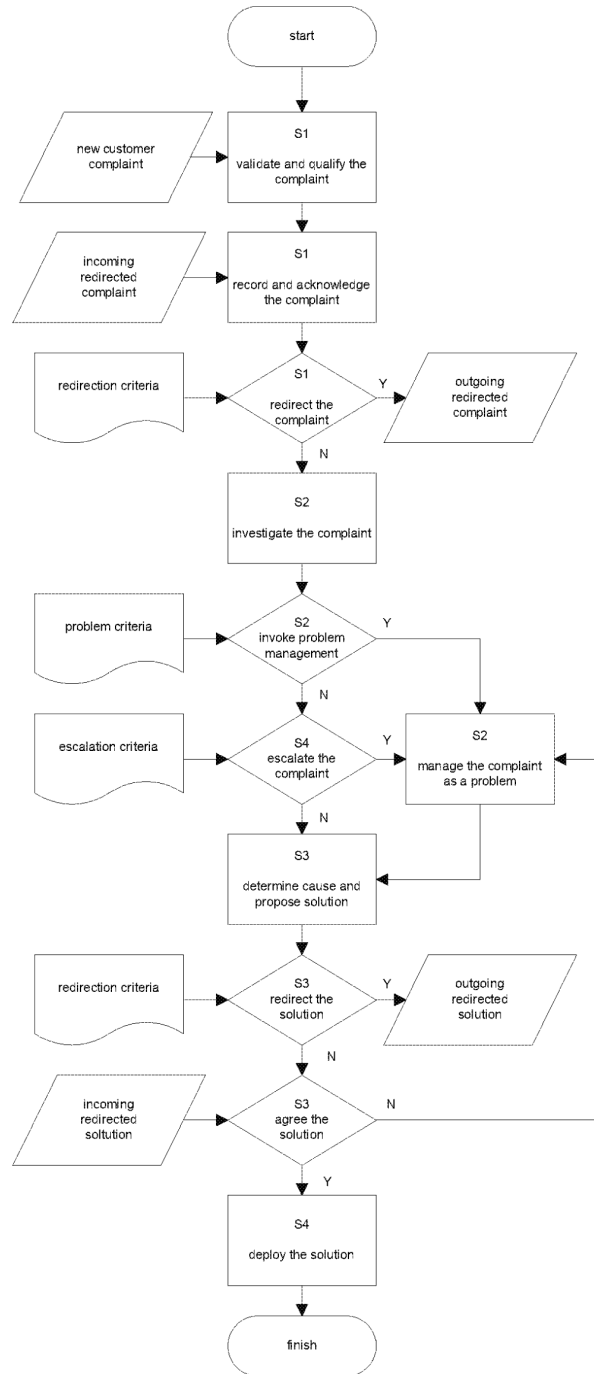 start
new customer
complaint
S1
validate and qualify the
complaint
incoming
redirected
complaint
S1
record and acknowledge
the complaint
redirection criteria
S1
redirect the
complaint
Y
outgoing
redirected
complaint
N
S2
investigate the complaint
problem criteria
S2
invoke problem
management
Y
N
escalation criteria
S4
escalate the
complaint
Y
S2
manage the complaint
as a problem
N
S3
determine cause and
propose solution
redirection criteria
S3
redirect the
solution
Y
outgoing
redirected
solution
N
incoming
redirected
soltution
S3
agree the
solution
N
Y
S4
deploy the solution
finish